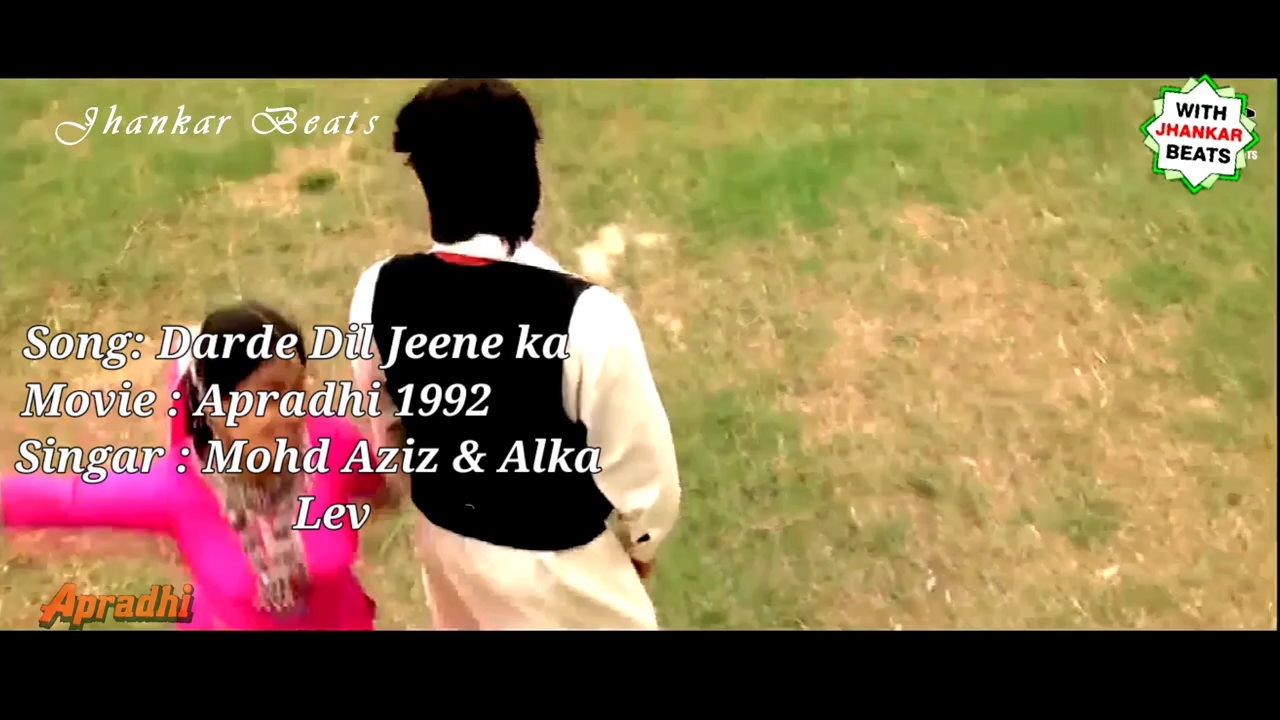 Jhankar Beats
WITH
JHANKAR
BEATS
Song: Darde Dil Jeene ka
Movie : Apradhi 1992
Singar : Mohd Aziz & Alka
Lev
Apradhi